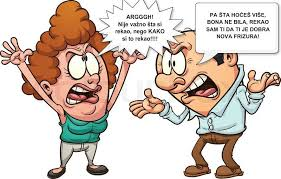 ARGGGH!
Nije važno šta si
rekao, nego KAKO
si to rekao!!!!
PA ŠTA HOĆEŠ VIŠE,
BONA NE BILA, REKAO
SAM TI DA TI JE DOBRA
NOVA FRIZURA!